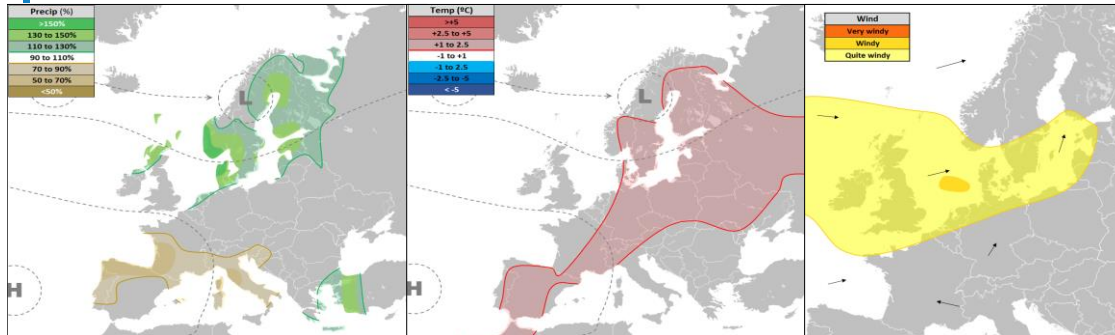 Precip (%)
>150%
130 to 150%
110 to 130%
90 to 110%
70 to 90%
50 to 70%
<50%
L
H
Temp (ºC)
>+5
+2.5 to +5
+1 to 2.5
-1 to +1
-1 to 2.5
-2.5 to -5
< -5
L
H
Wind
Very windy
Windy
Quite windy